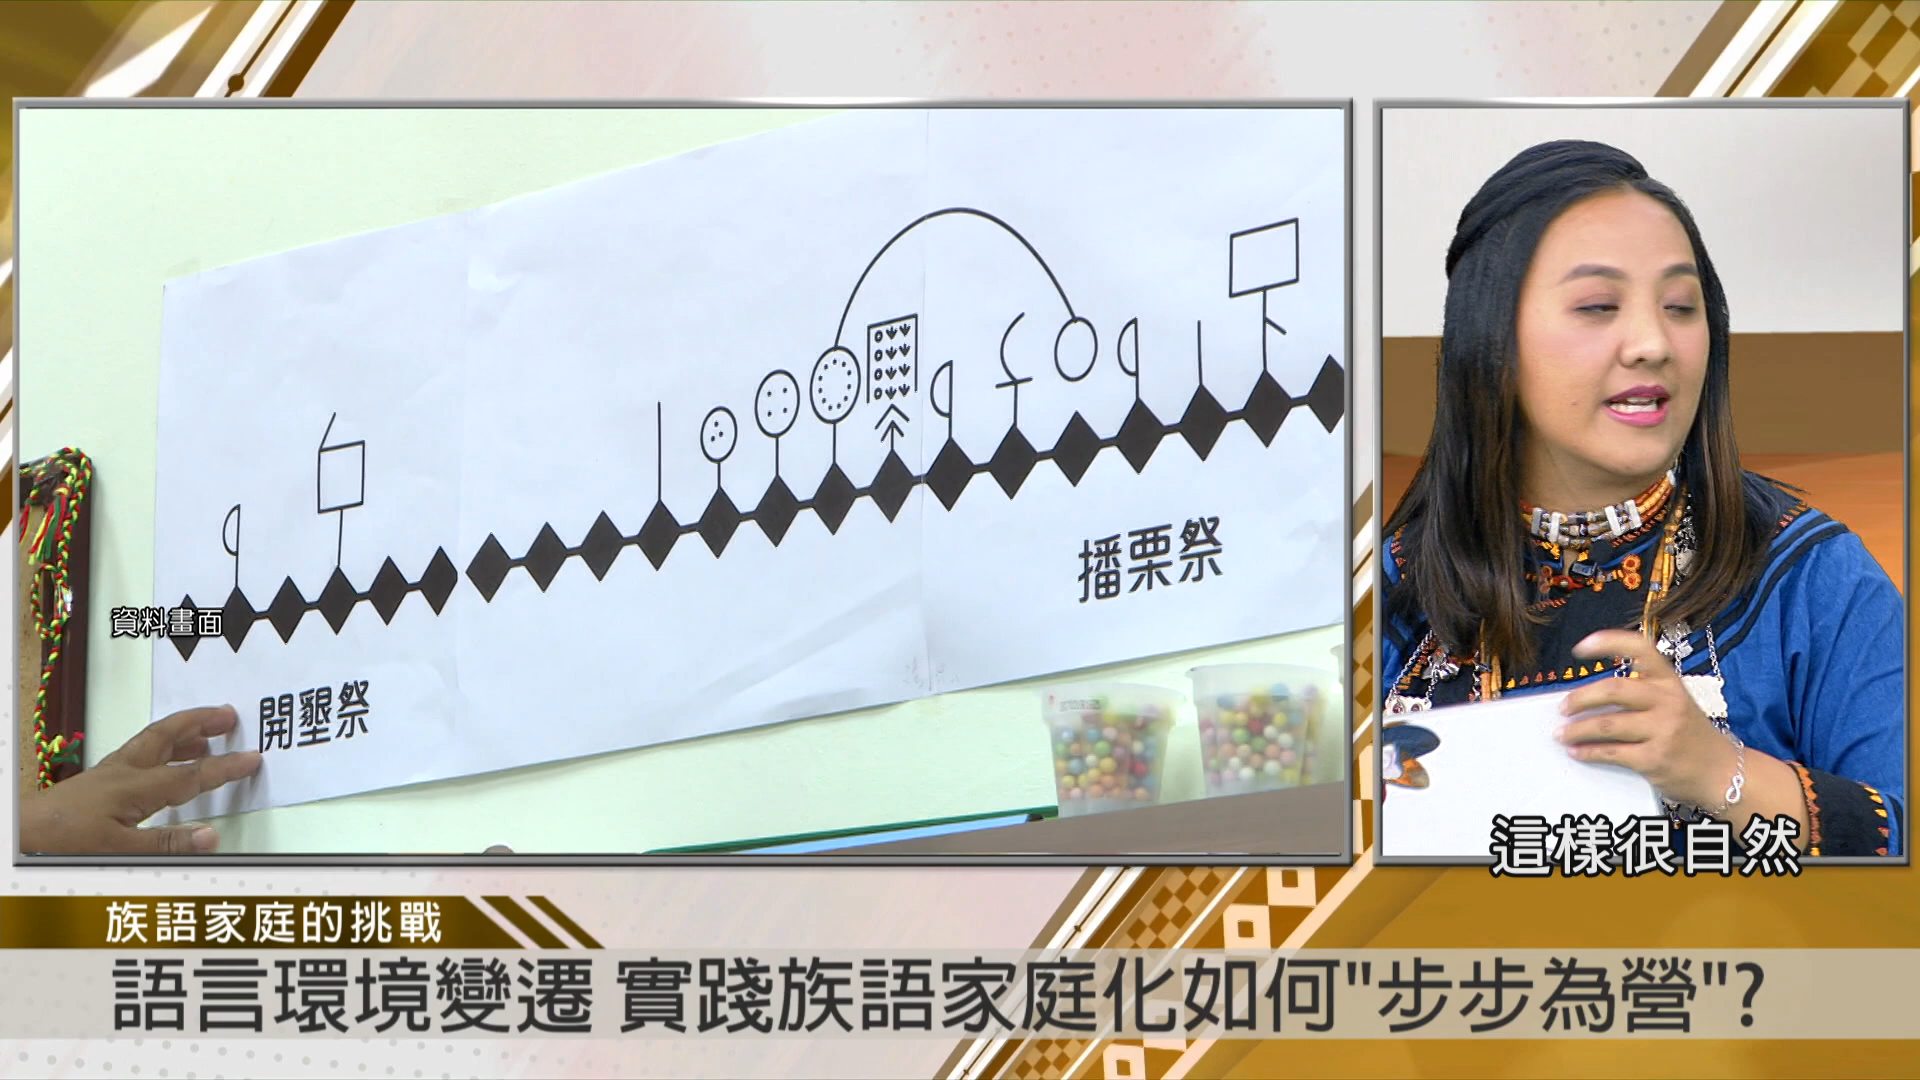 資料畫面
開墾祭
播粟祭
這樣很自然
族語家庭的挑戰
語言環境變遷 實踐族語家庭化如何"步步為營"?